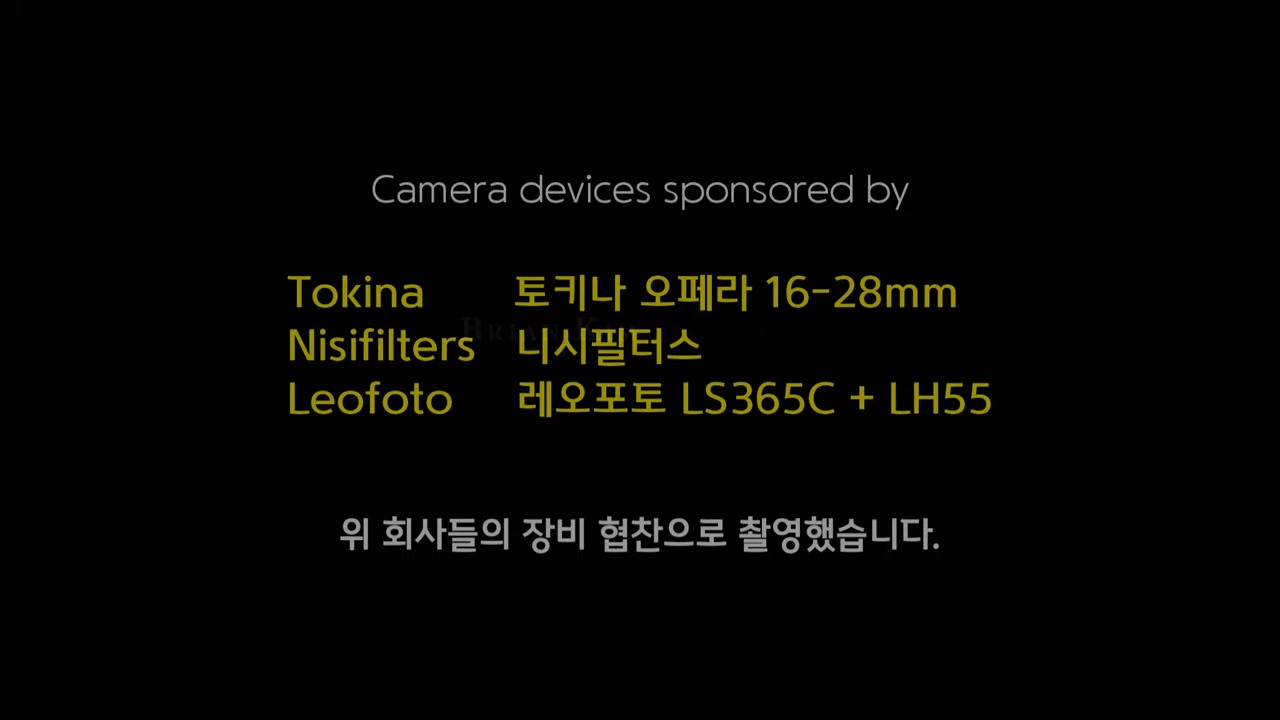 Camera devices sponsored by
Tokina 토키나 오페라 16-28mm
Nisifilters 니시필터스
Leofoto 레오포토 LS365C + LH55
위 회사들의 장비 협찬으로 촬영했습니다.